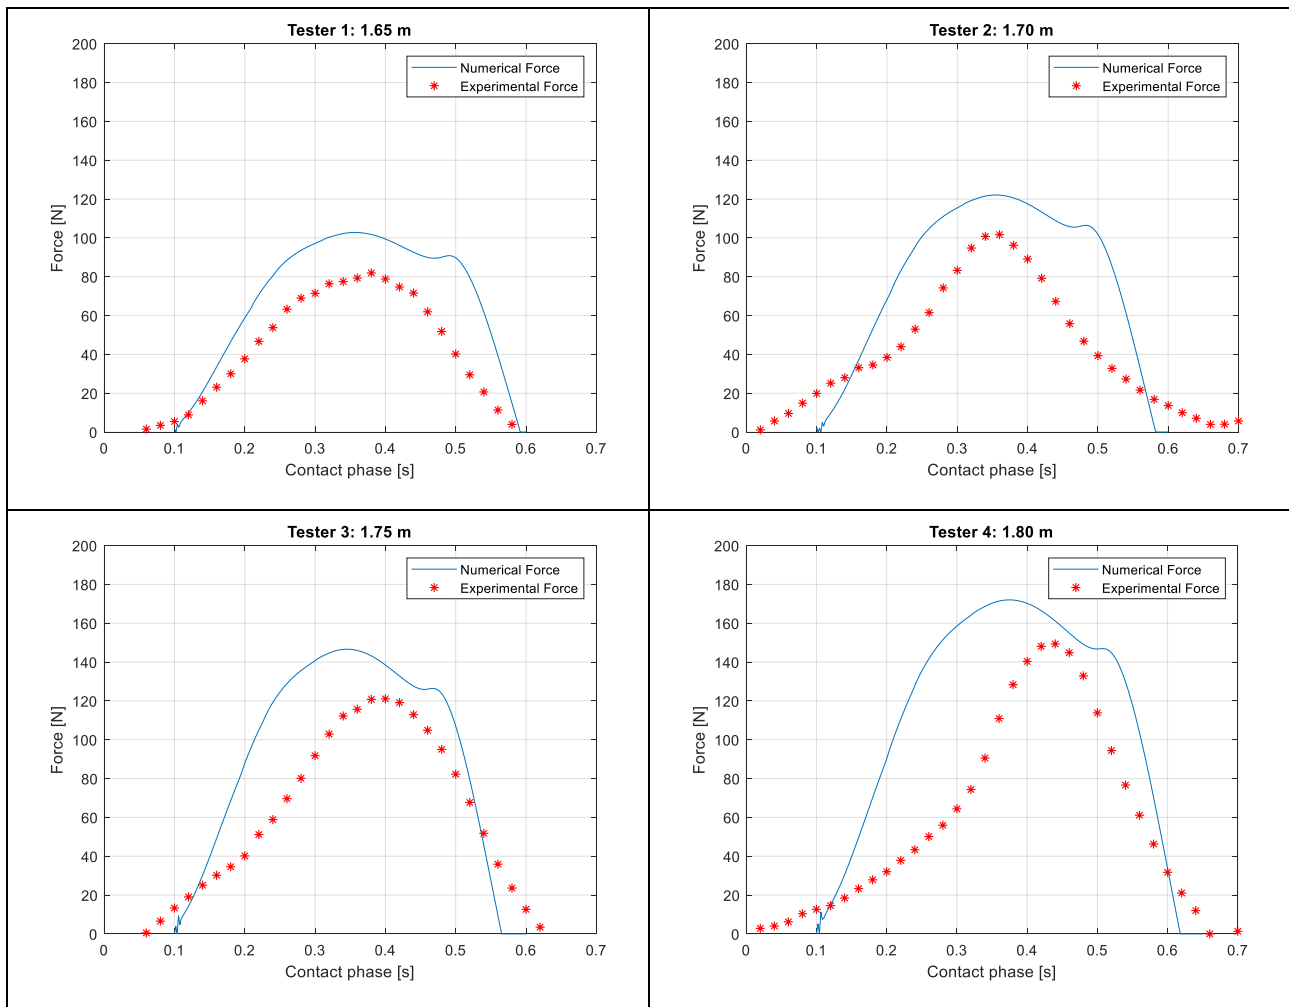 Tester 1: 1.65 m
200
180
160
140
120
100
80
60
40
20
0
Force [N]
Numerical Force
Experimental Force
0 0.1 0.2 0.3 0.4 0.5 0.6 0.7
Contact phase [s]
Tester 2: 1.70 m
200
180
160
140
120
100
80
60
40
20
0
Force [N]
Numerical Force
Experimental Force
0 0.1 0.2 0.3 0.4 0.5 0.6 0.7
Contact phase [s]
Tester 3: 1.75 m
200
180
160
140
120
100
80
60
40
20
0
Force [N]
Numerical Force
Experimental Force
0 0.1 0.2 0.3 0.4 0.5 0.6 0.7
Contact phase [s]
Tester 4: 1.80 m
200
180
160
140
120
100
80
60
40
20
0
Force [N]
Numerical Force
Experimental Force
0 0.1 0.2 0.3 0.4 0.5 0.6 0.7
Contact phase [s]